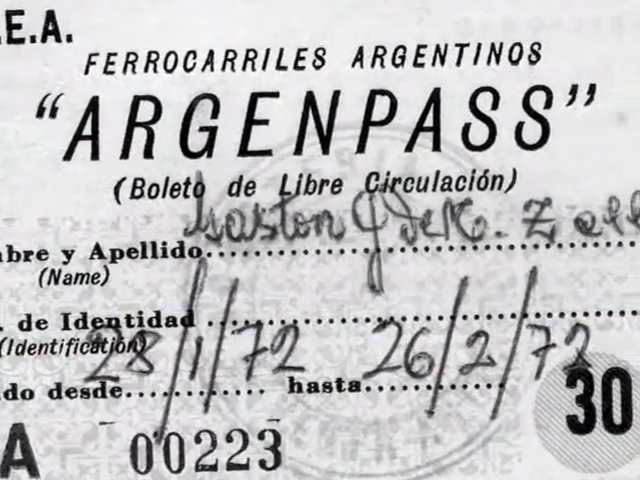 .E.A.
FERROCARRILES ARGENTINOS
"ARGENPASS"
(Boleto de Libre Circulación)
Gaston
bre y Apellido
(Name)
. de Identidad
(Identification)
28/1/72 26/2/72
do desde hasta
30
A 00223